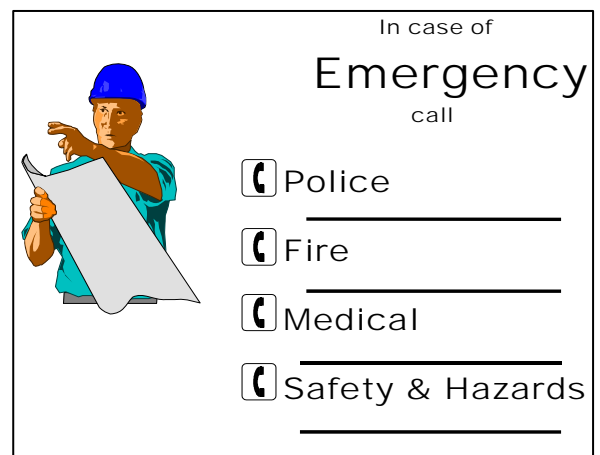 In case of
Emergency
call
Police
Fire
Medical
Safety & Hazards